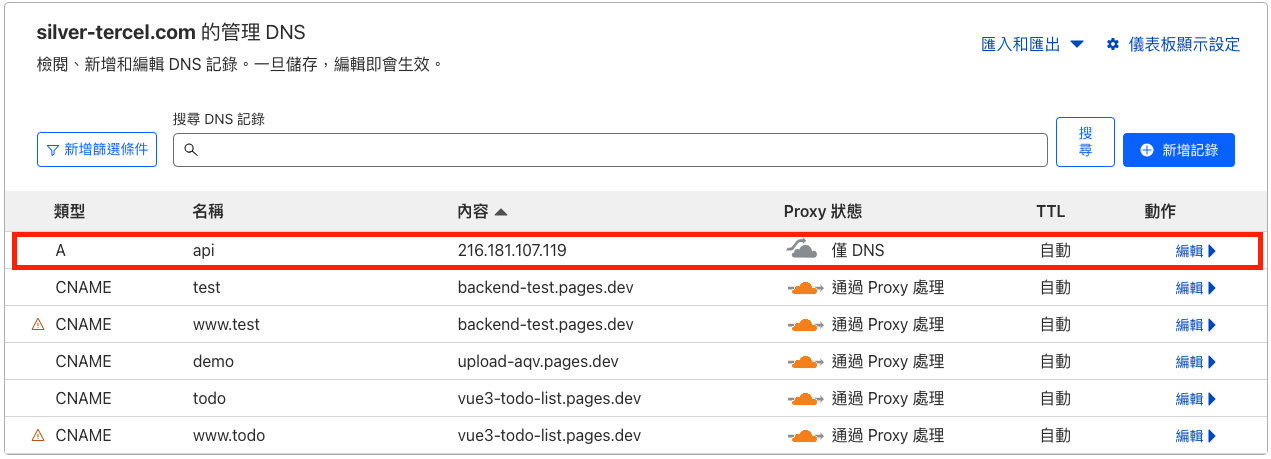 silver-tercel.com 的管理 DNS
檢閱、新增和編輯 DNS 記錄。一旦儲存，編輯即會生效。
匯入和匯出 儀表板顯示設定
搜尋 DNS 記錄
新增篩選條件 搜尋 新增記錄
類型 名稱 內容 Proxy 狀態 TTL 動作
A api 216.181.107.119 僅 DNS 自動 編輯
CNAME test backend-test.pages.dev 通過 Proxy 處理 自動 編輯
CNAME www.test backend-test.pages.dev 通過 Proxy 處理 自動 編輯
CNAME demo upload-aqv.pages.dev 通過 Proxy 處理 自動 編輯
CNAME todo vue3-todo-list.pages.dev 通過 Proxy 處理 自動 編輯
CNAME www.todo vue3-todo-list.pages.dev 通過 Proxy 處理 自動 編輯